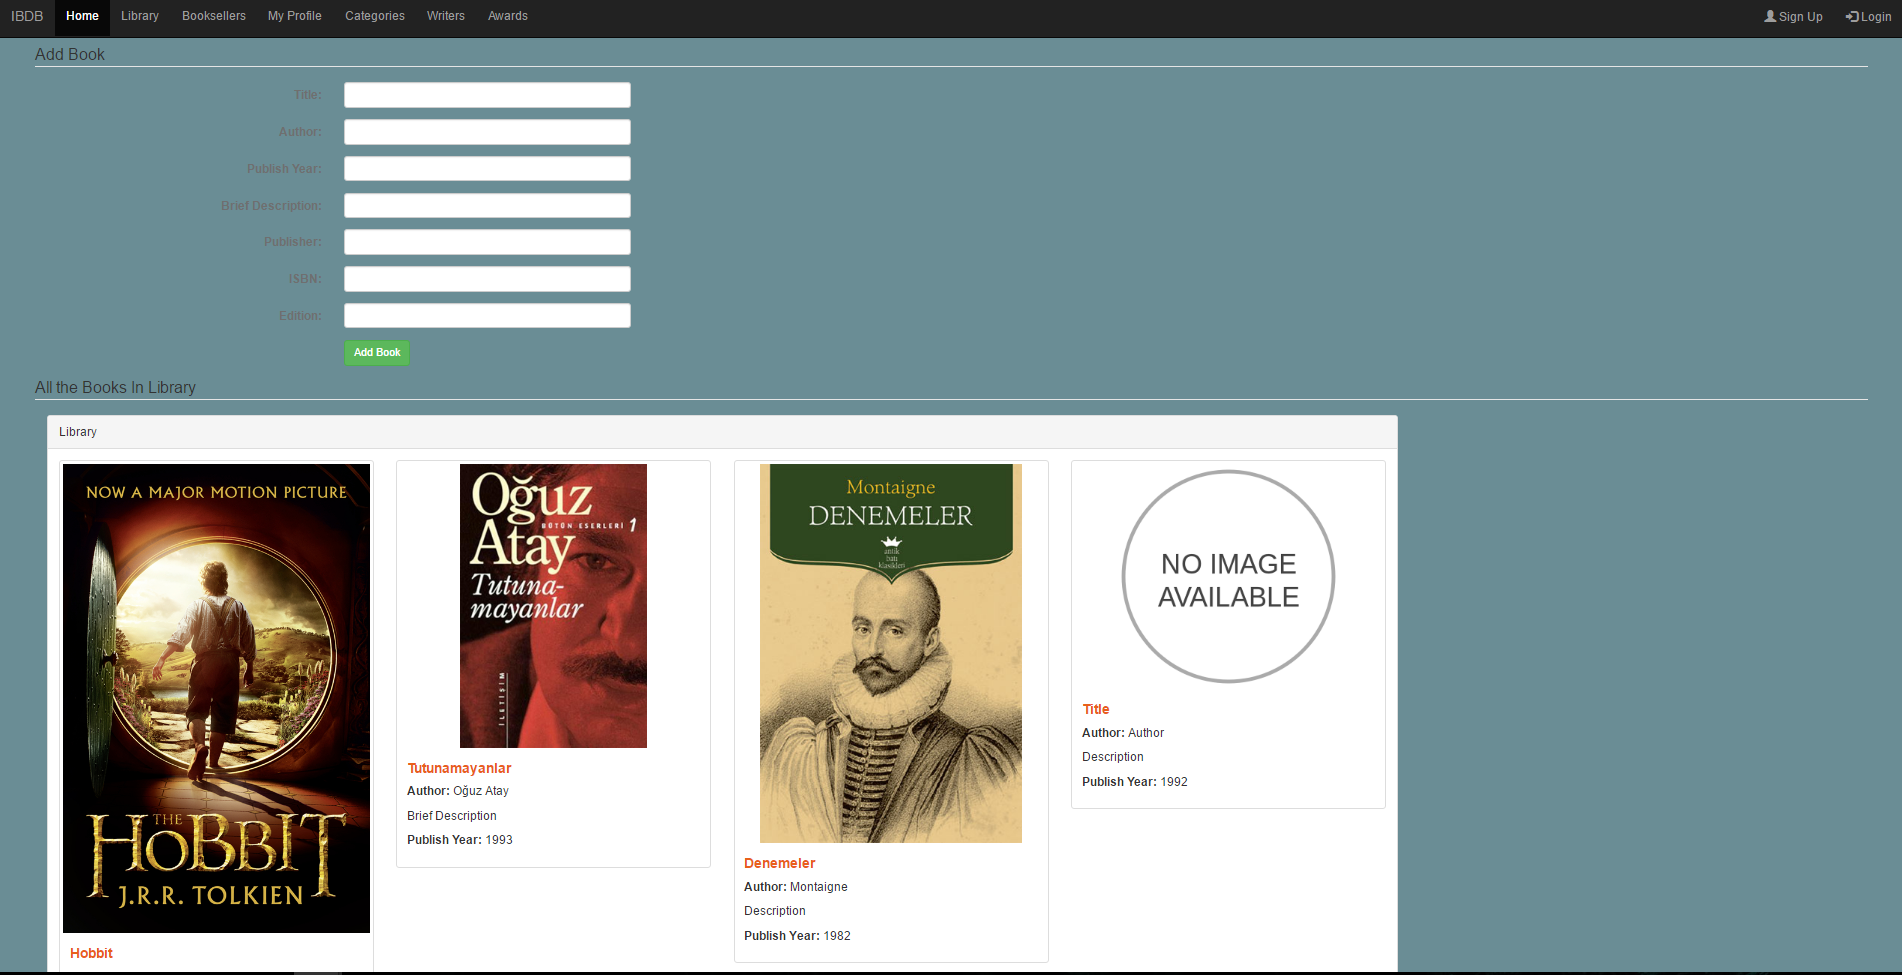 IBDB Home Library Booksellers My Profile Categories Writers Awards Sign Up Login
Add Book
Title:
Author:
Publish Year:
Brief Description:
Publisher:
ISBN:
Edition:
Add Book
All the Books In Library
Library
NOW A MAJOR MOTION PICTURE
THE
HOBBIT
J.R.R. TOLKIEN
Hobbit
Oğuz
BÜTÜN ESERLERİ 1
Atay
Tutuna-
mayanlar
İLETİŞİM
Tutunamayanlar
Author: Oğuz Atay
Brief Description
Publish Year: 1993
Montaigne
DENEMELER
antik
batı
klasikleri
Denemeler
Author: Montaigne
Description
Publish Year: 1982
NO IMAGE
AVAILABLE
Title
Author: Author
Description
Publish Year: 1992